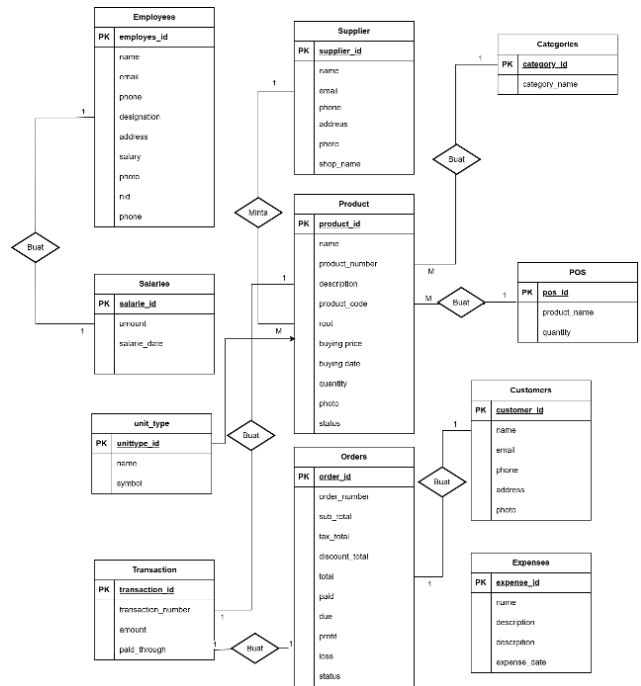 Employess
PK employes_id
name
email
phone
designation
address
salary
photo
nid
phone
Supplier
PK supplier_id
name
email
phone
address
photo
shop_name
Categories
PK category_id
category_name
1
1
1
Buat
Minta
Buat
Product
PK product_id
name
product_number
description
product_code
root
buying price
buying date
quantity
photo
status
1
M
M
M
Buat
1
POS
PK pos_id
product_name
quantity
Salaries
PK salarie_id
amount
salarie_date
1
unit_type
PK unittype_id
name
symbol
Buat
Orders
PK order_id
order_number
sub_total
tax_total
discount_total
total
paid
due
profit
loss
status
Customers
PK customer_id
name
email
phone
address
photo
1
Buat
1
Transaction
PK transaction_id
transaction_number
amount
paid_through
1
1
Buat
1
Expenses
PK expense_id
name
description
description
expense_date